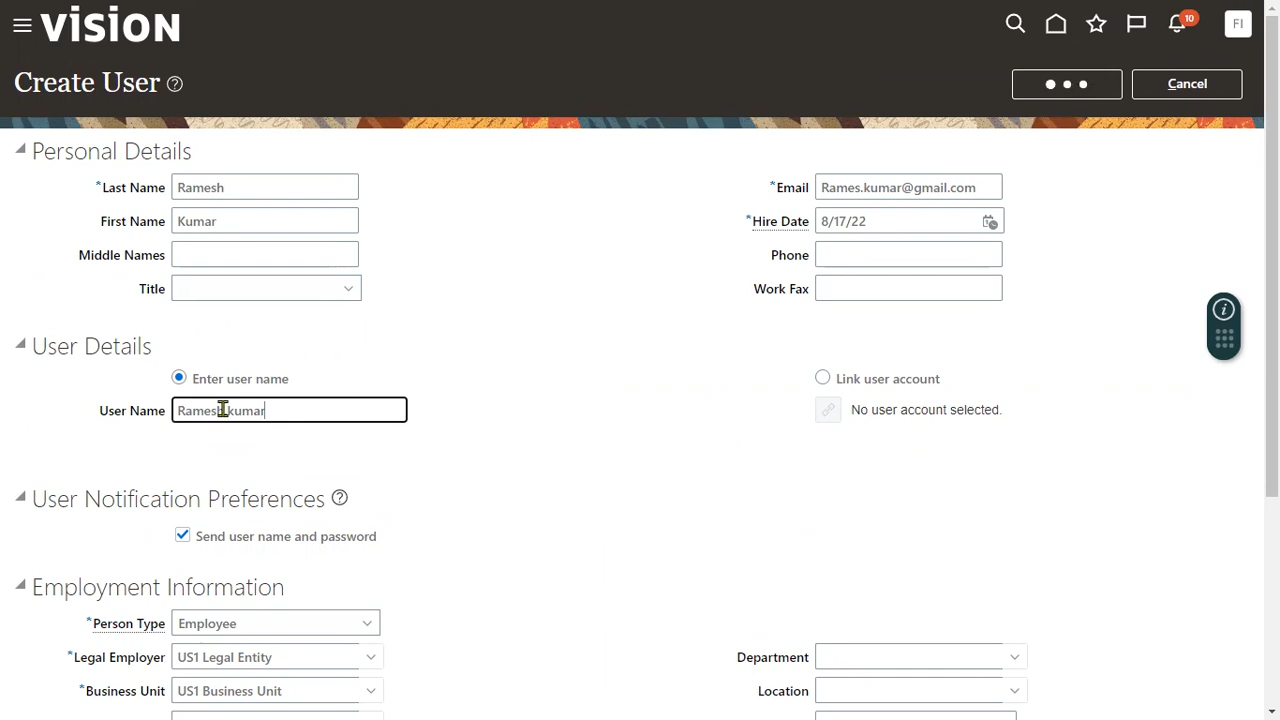 vision
10
FI
Create User
Cancel
Personal Details
*Last Name Ramesh
*Email Rames.kumar@gmail.com
First Name Kumar
*Hire Date 8/17/22
Middle Names
Phone
Title
Work Fax
User Details
Enter user name
Link user account
User Name Ramesh.kumar
No user account selected.
User Notification Preferences
Send user name and password
Employment Information
*Person Type Employee
*Legal Employer US1 Legal Entity
Department
*Business Unit US1 Business Unit
Location